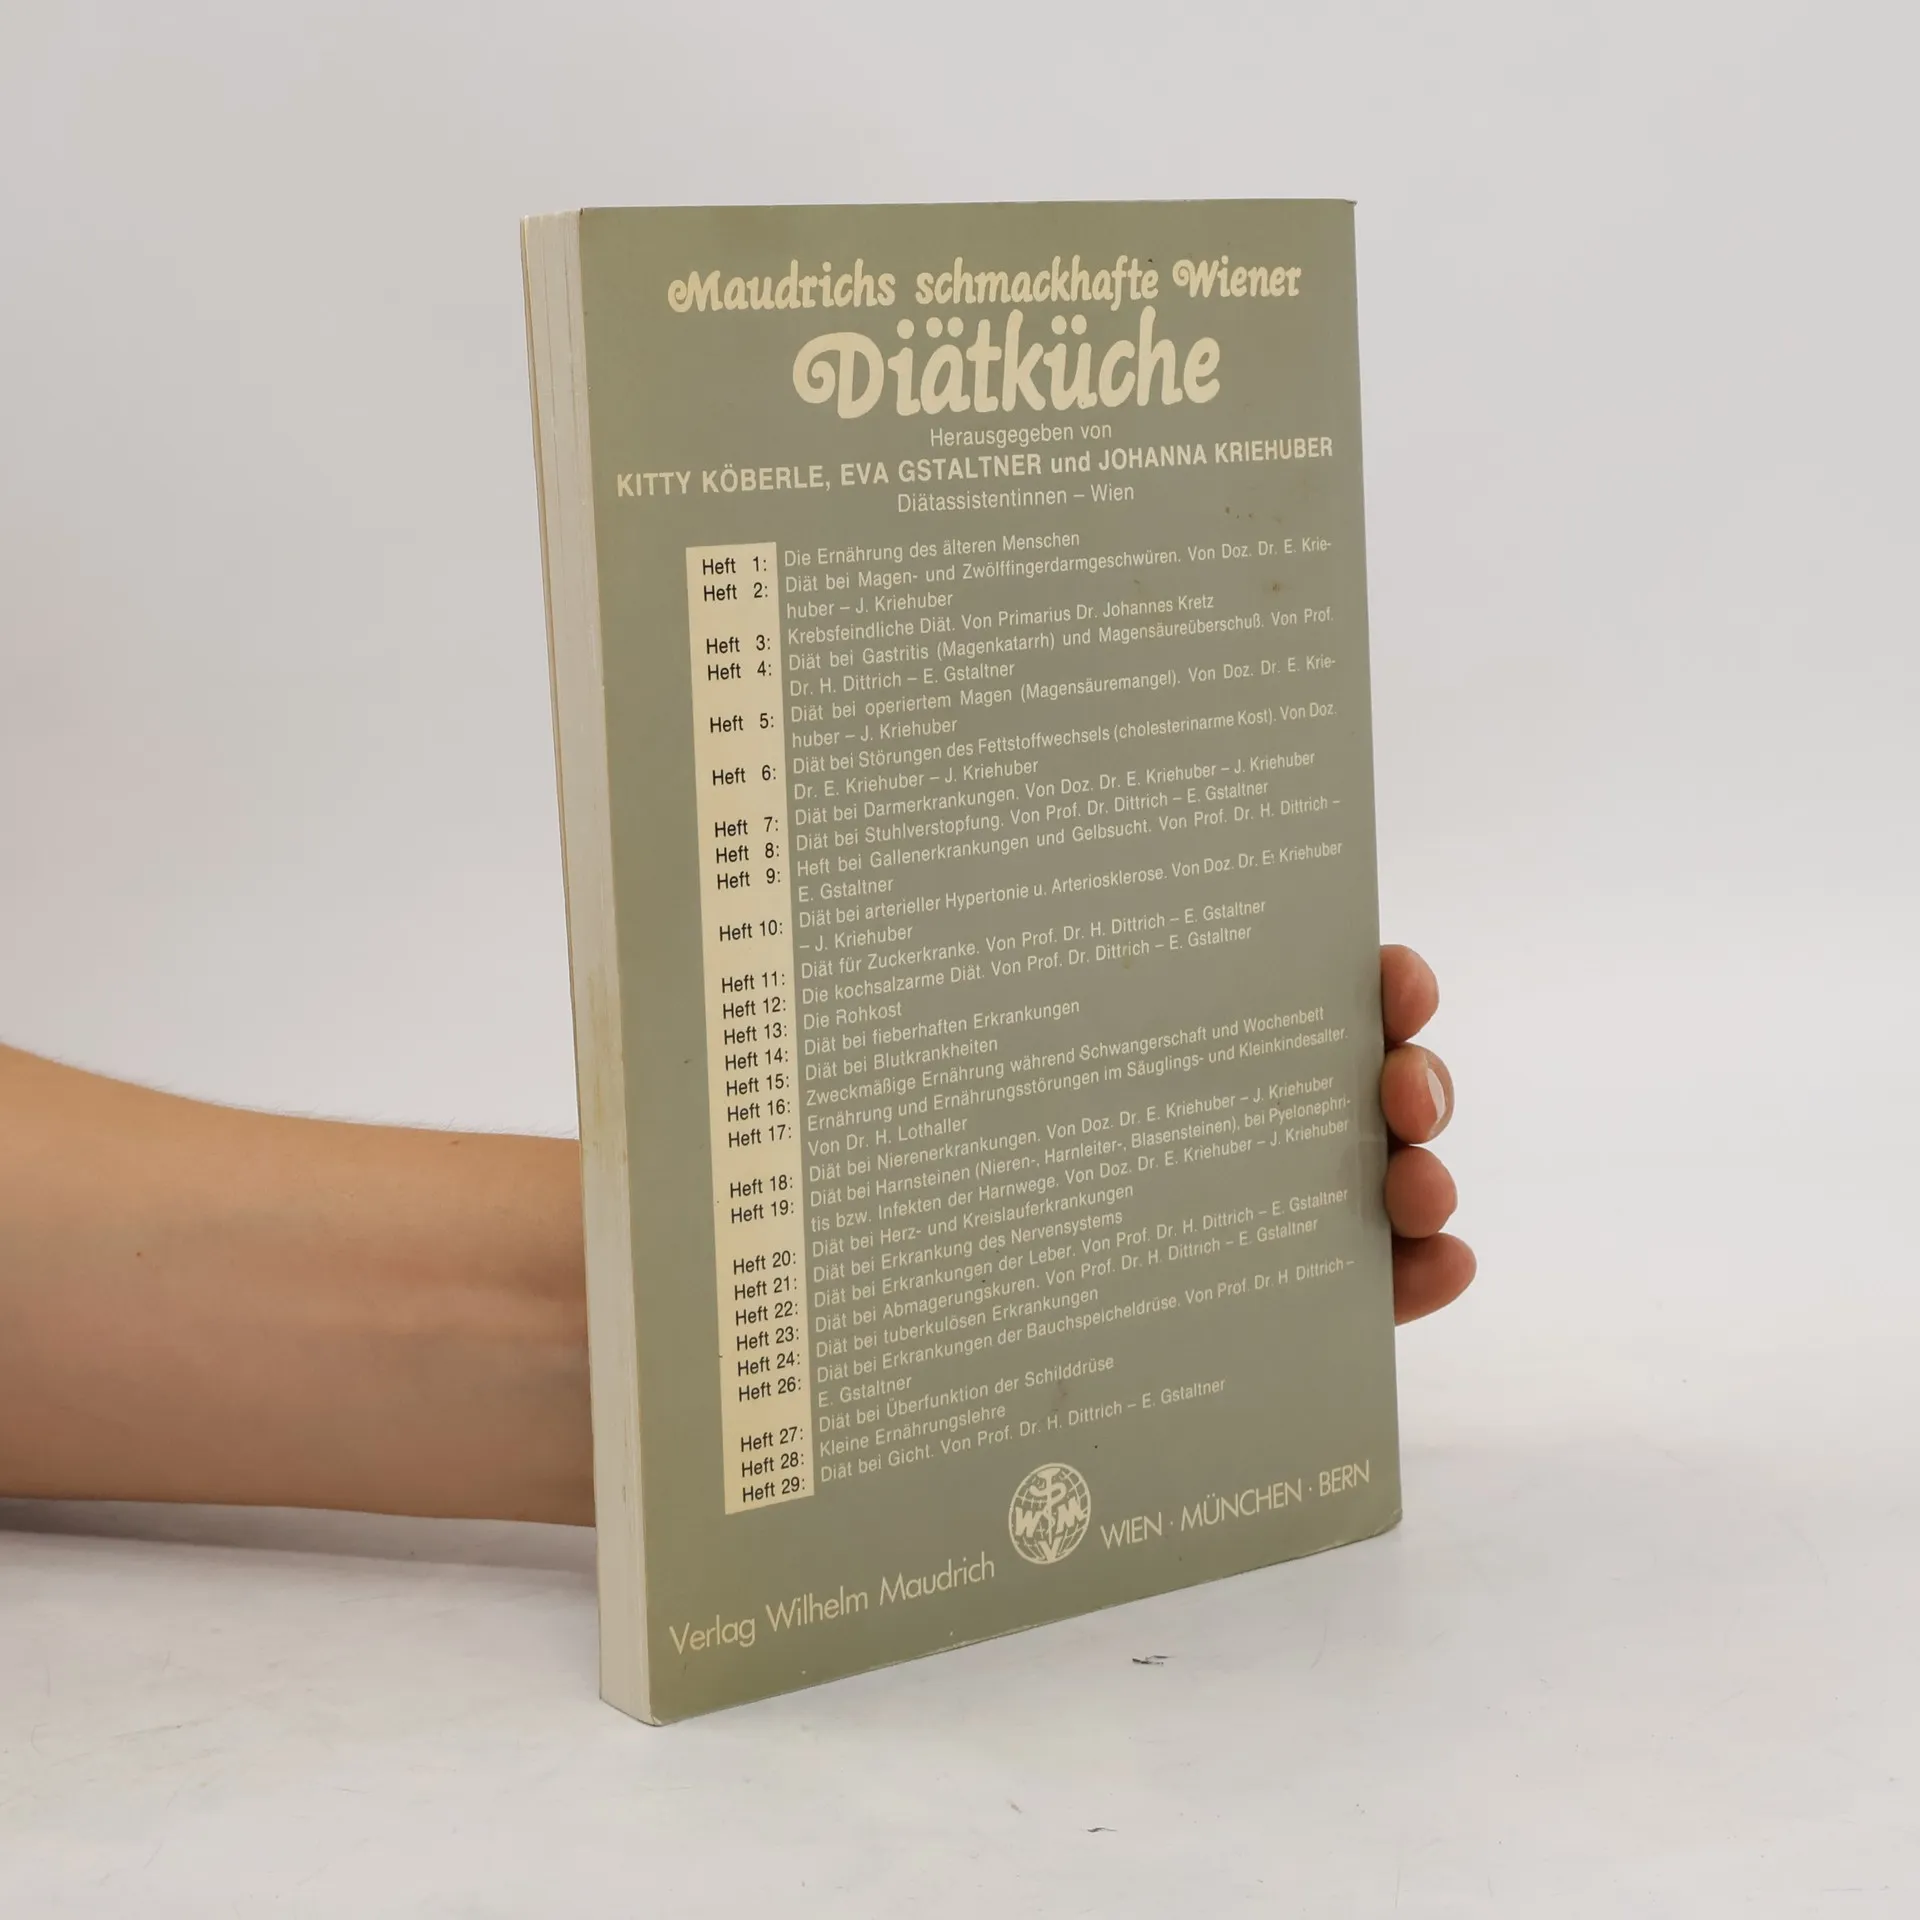 Maudrichs schmackhafte Wiener
Diätküche
Herausgegeben von
KITTY KÖBERLE, EVA GSTALTNER und JOHANNA KRIEHUBER
Diätassistentinnen – Wien
Heft 1: Die Ernährung des älteren Menschen
Heft 2: Diät bei Magen- und Zwölffingerdarmgeschwüren. Von Doz. Dr. E. Krie-
huber – J. Kriehuber
Heft 3: Krebsfeindliche Diät. Von Primarius Dr. Johannes Kretz
Heft 4: Diät bei Gastritis (Magenkatarrh) und Magensäureüberschuß. Von Prof.
Dr. H. Dittrich – E. Gstaltner
Heft 5: Diät bei operiertem Magen (Magensäuremangel). Von Doz. Dr. E. Krie-
huber – J. Kriehuber
Heft 6: Diät bei Störungen des Fettstoffwechsels (cholesterinarme Kost). Von Doz.
Dr. E. Kriehuber – J. Kriehuber
Heft 7: Diät bei Darmerkrankungen. Von Doz. Dr. E. Kriehuber – J. Kriehuber
Heft 8: Diät bei Stuhlverstopfung. Von Prof. Dr. Dittrich – E. Gstaltner
Heft 9: Heft bei Gallenerkrankungen und Gelbsucht. Von Prof. Dr. H. Dittrich –
E. Gstaltner
Heft 10: Diät bei arterieller Hypertonie u. Arteriosklerose. Von Doz. Dr. E. Kriehuber
– J. Kriehuber
Heft 11: Diät für Zuckerkranke. Von Prof. Dr. H. Dittrich – E. Gstaltner
Heft 12: Die kochsalzarme Diät. Von Prof. Dr. Dittrich – E. Gstaltner
Heft 13: Die Rohkost
Heft 14: Diät bei fieberhaften Erkrankungen
Heft 15: Diät bei Blutkrankheiten
Heft 16: Zweckmäßige Ernährung während Schwangerschaft und Wochenbett
Heft 17: Ernährung und Ernährungsstörungen im Säuglings- und Kleinkindesalter.
Von Dr. H. Lothaller
Heft 18: Diät bei Nierenerkrankungen. Von Doz. Dr. E. Kriehuber – J. Kriehuber
Heft 19: Diät bei Harnsteinen (Nieren-, Harnleiter-, Blasensteinen), bei Pyelonephri-
tis bzw. Infekten der Harnwege. Von Doz. Dr. E. Kriehuber – J. Kriehuber
Heft 20: Diät bei Herz- und Kreislauferkrankungen
Heft 21: Diät bei Erkrankung des Nervensystems
Heft 22: Diät bei Erkrankungen der Leber. Von Prof. Dr. H. Dittrich – E. Gstaltner
Heft 23: Diät bei Abmagerungskuren. Von Prof. Dr. H. Dittrich – E. Gstaltner
Heft 24: Diät bei tuberkulösen Erkrankungen
Heft 26: Diät bei Erkrankungen der Bauchspeicheldrüse. Von Prof. Dr. H Dittrich –
E. Gstaltner
Heft 27: Diät bei Überfunktion der Schilddrüse
Heft 28: Kleine Ernährungslehre
Heft 29: Diät bei Gicht. Von Prof. Dr. H. Dittrich – E. Gstaltner
Verlag Wilhelm Maudrich WMV WIEN · MÜNCHEN · BERN